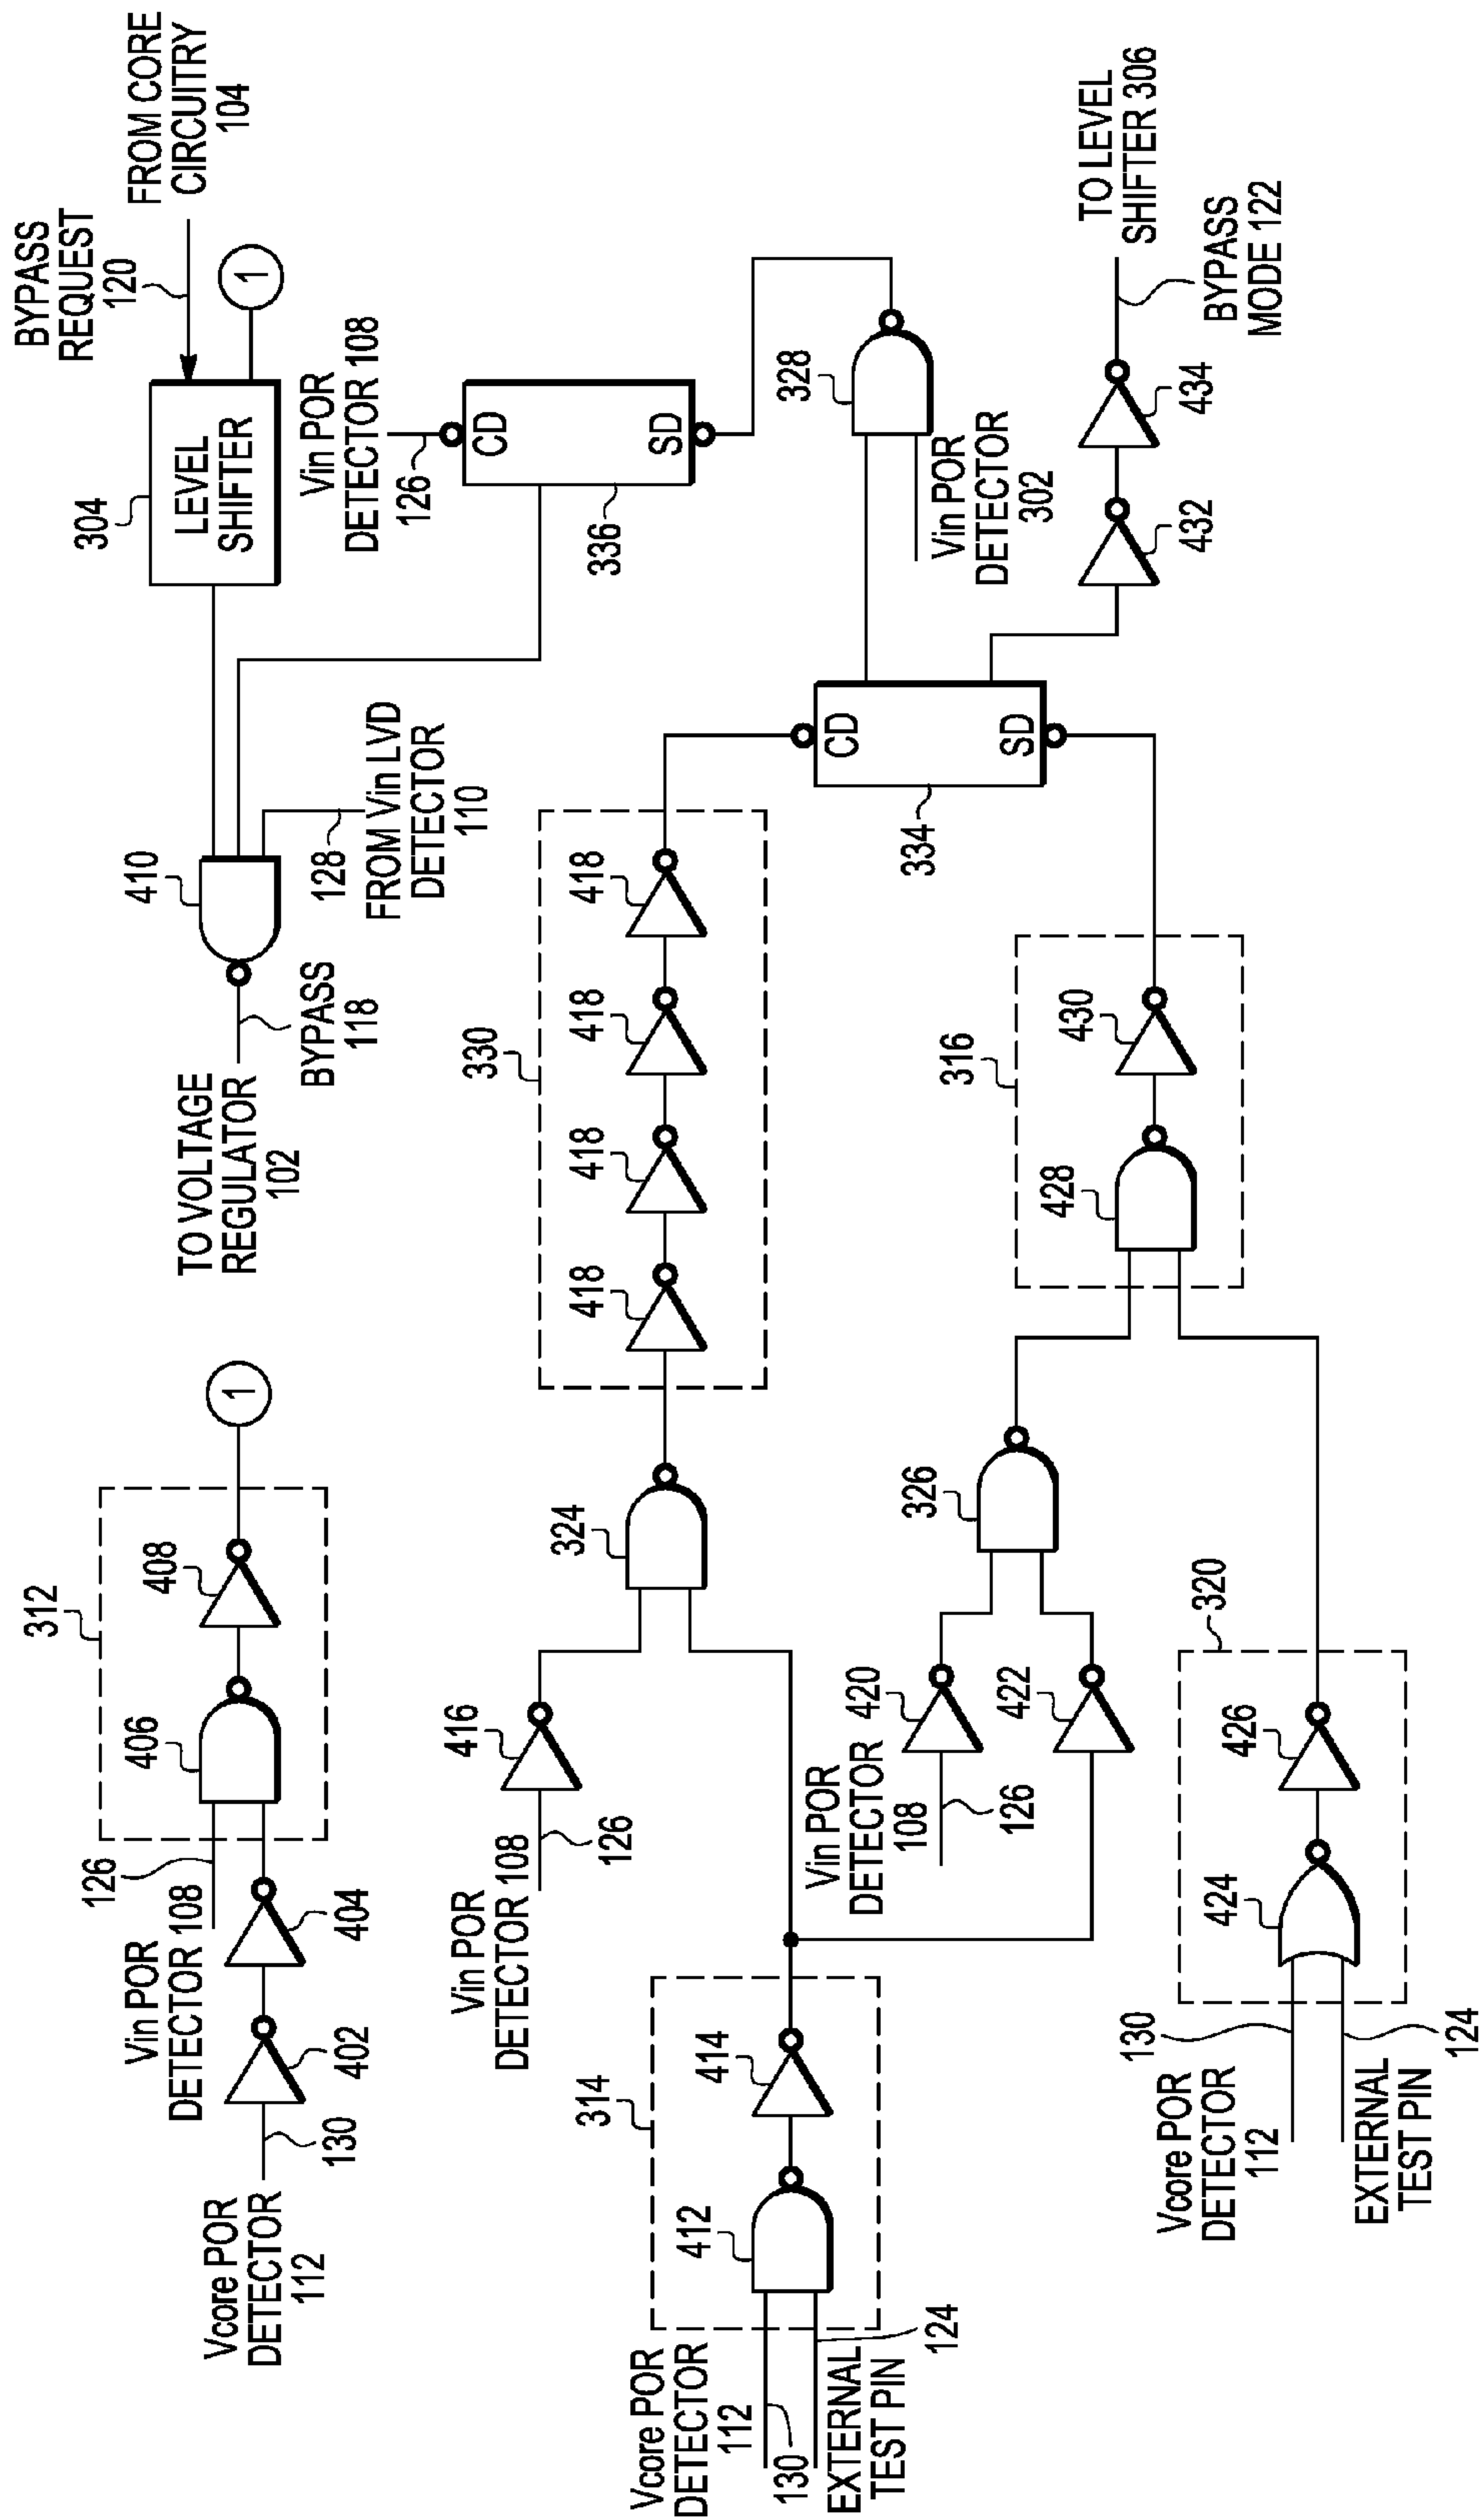 Vcore POR
DETECTOR
112
130
402
404
Vin POR
DETECTOR 108
126
312
406
408
1
TO VOLTAGE
REGULATOR
102
BYPASS
118
410
128
FROM Vin LVD
DETECTOR
110
304
LEVEL
SHIFTER
BYPASS
REQUEST
120
FROM CORE
CIRCUITRY
104
1
Vin POR
DETECTOR 108
126
CD
SD
336
Vcore POR
DETECTOR
112
130
EXTERNAL
TEST PIN
124
314
412
414
Vin POR
DETECTOR 108
126
416
324
330
418
418
418
418
CD
SD
334
328
Vin POR
DETECTOR
302
Vin POR
DETECTOR
108
126
420
422
326
Vcore POR
DETECTOR
112
130
EXTERNAL
TEST PIN
124
320
424
426
316
428
430
432
434
TO LEVEL
SHIFTER 306
BYPASS
MODE 122